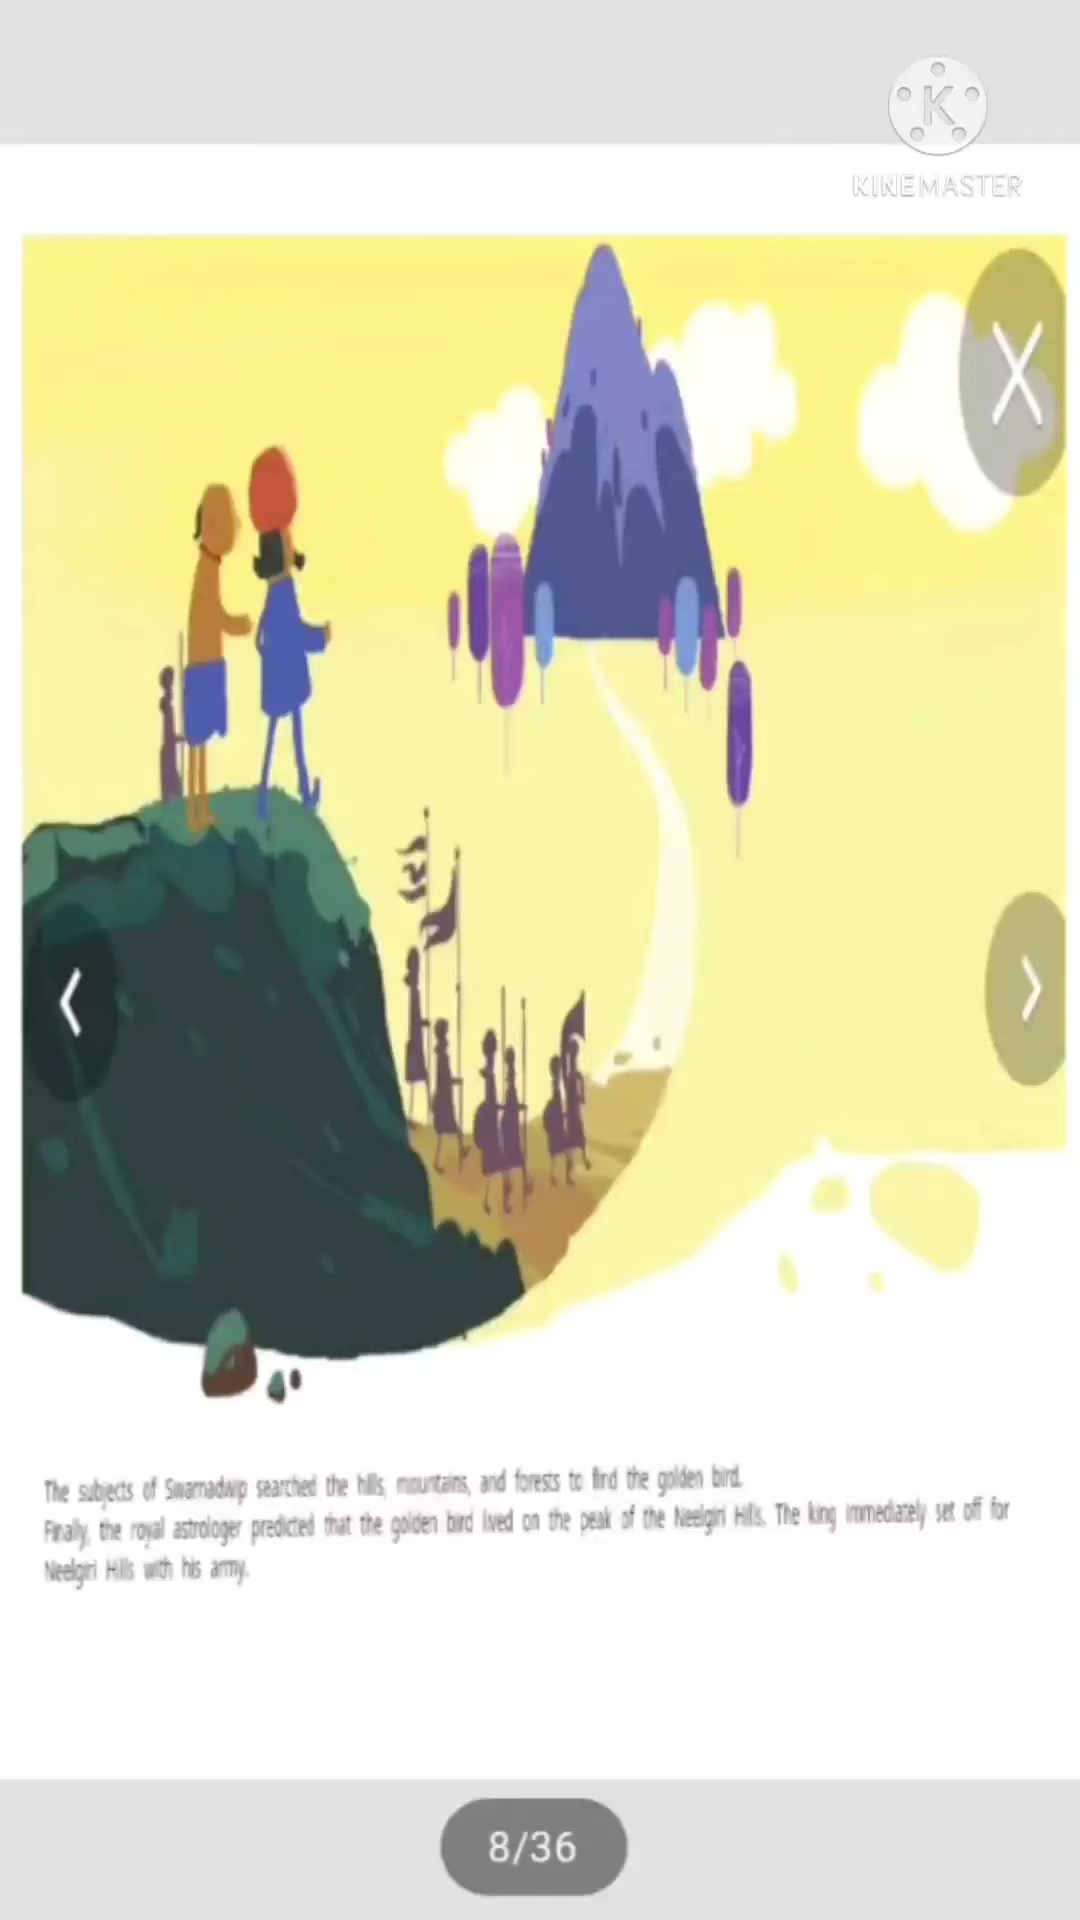 K
KINEMASTER
X
The subjects of Swarnadwip searched the hills, mountains, and forests to find the golden bird.
Finally, the royal astrologer predicted that the golden bird lived on the peak of the Neelgiri Hills. The king immediately set off for
Neelgiri Hills with his army.
8/36